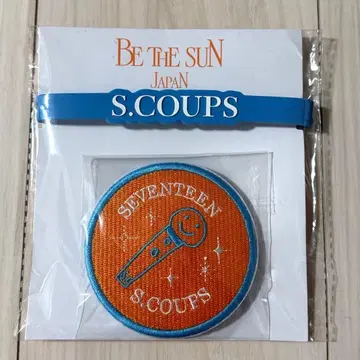 BE THE SUN
JAPAN
S.COUPS
SEVENTEEN
S.COUPS